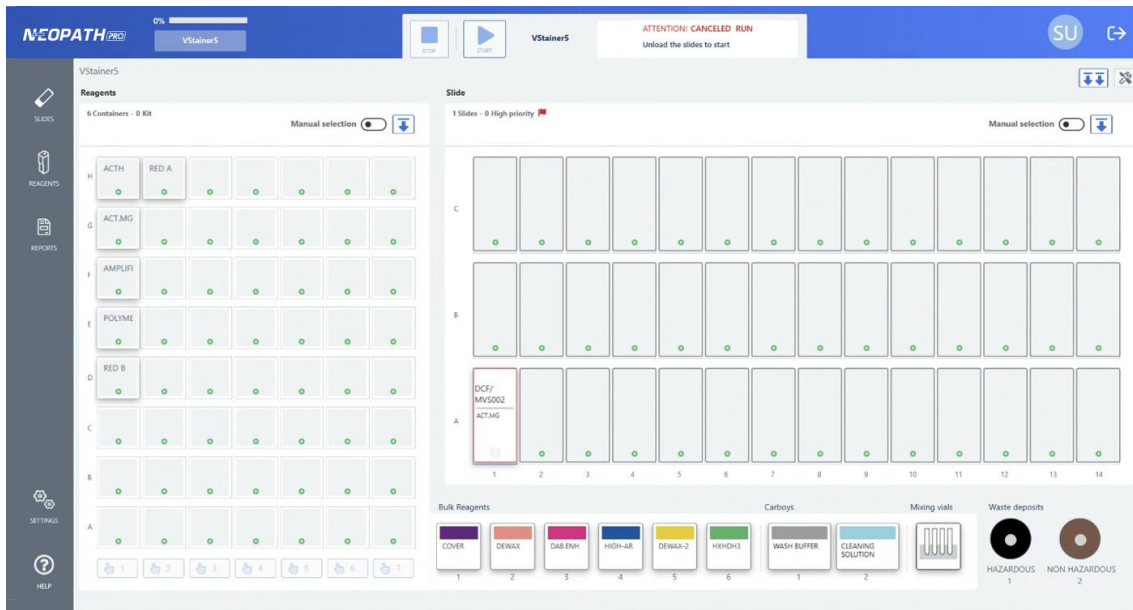 NEOPATH PRO
0%
VStainer5
STOP
START
VStainer5
ATTENTION! CANCELED RUN
Unload the slides to start
SU
SLIDES
REAGENTS
REPORTS
SETTINGS
HELP
VStainer5
Reagents
6 Containers - 0 Kit
Manual selection
H
ACTH
RED A
G
ACT.MG
F
AMPLIFI
E
POLYME
D
RED B
C
B
A
1 2 3 4 5 6 7
Slide
1 Slides - 0 High priority
Manual selection
C
B
A
DCF/
MVS002
ACT.MG
1 2 3 4 5 6 7 8 9 10 11 12 13 14
Bulk Reagents
COVER
DEWAX
DAB.ENH
HIGH-AR
DEWAX-2
HXHDH3
1 2 3 4 5 6
Carboys
WASH BUFFER
CLEANING
SOLUTION
1 2
Mixing vials
Waste deposits
HAZARDOUS
1
NON HAZARDOUS
2